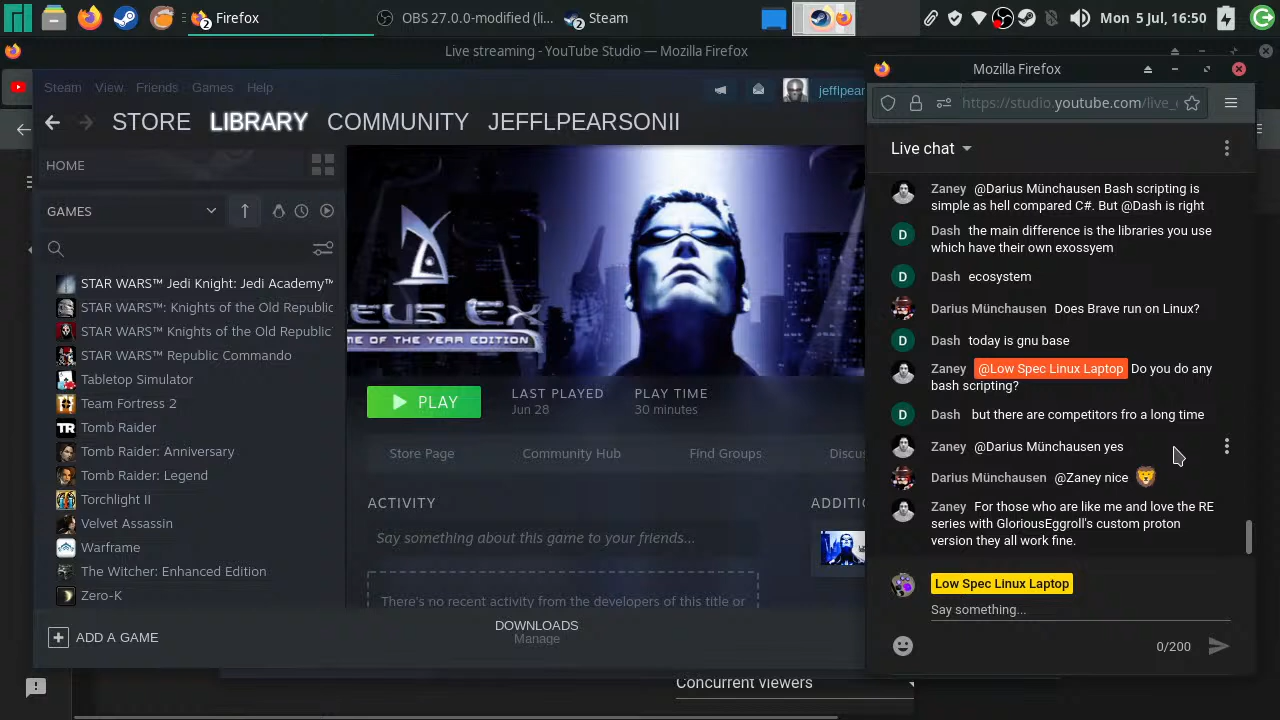 Firefox
OBS 27.0.0-modified (li...
Steam
Mon 5 Jul, 16:50
Live streaming - YouTube Studio — Mozilla Firefox
Steam View Friends Games Help
jefflpear
STORE LIBRARY COMMUNITY JEFFLPEARSONII
HOME
GAMES
STAR WARS™ Jedi Knight: Jedi Academy™
STAR WARS™: Knights of the Old Republic
STAR WARS™ Knights of the Old Republic
STAR WARS™ Republic Commando
Tabletop Simulator
Team Fortress 2
Tomb Raider
Tomb Raider: Anniversary
Tomb Raider: Legend
Torchlight II
Velvet Assassin
Warframe
The Witcher: Enhanced Edition
Zero-K
ADD A GAME
EUS EX
ME OF THE YEAR EDITION
PLAY
LAST PLAYED
Jun 28
PLAY TIME
30 minutes
Store Page
Community Hub
Find Groups
Discus
ACTIVITY
ADDITIO
Say something about this game to your friends...
There's no recent activity from the developers of this title or
DOWNLOADS
Manage
Concurrent viewers
Mozilla Firefox
https://studio.youtube.com/live_c
Live chat
Zaney @Darius Münchausen Bash scripting is
simple as hell compared C#. But @Dash is right
D Dash the main difference is the libraries you use
which have their own exossyem
D Dash ecosystem
Darius Münchausen Does Brave run on Linux?
D Dash today is gnu base
Zaney @Low Spec Linux Laptop Do you do any
bash scripting?
D Dash but there are competitors fro a long time
Zaney @Darius Münchausen yes
Darius Münchausen @Zaney nice
Zaney For those who are like me and love the RE
series with GloriousEggroll's custom proton
version they all work fine.
Low Spec Linux Laptop
Say something...
0/200